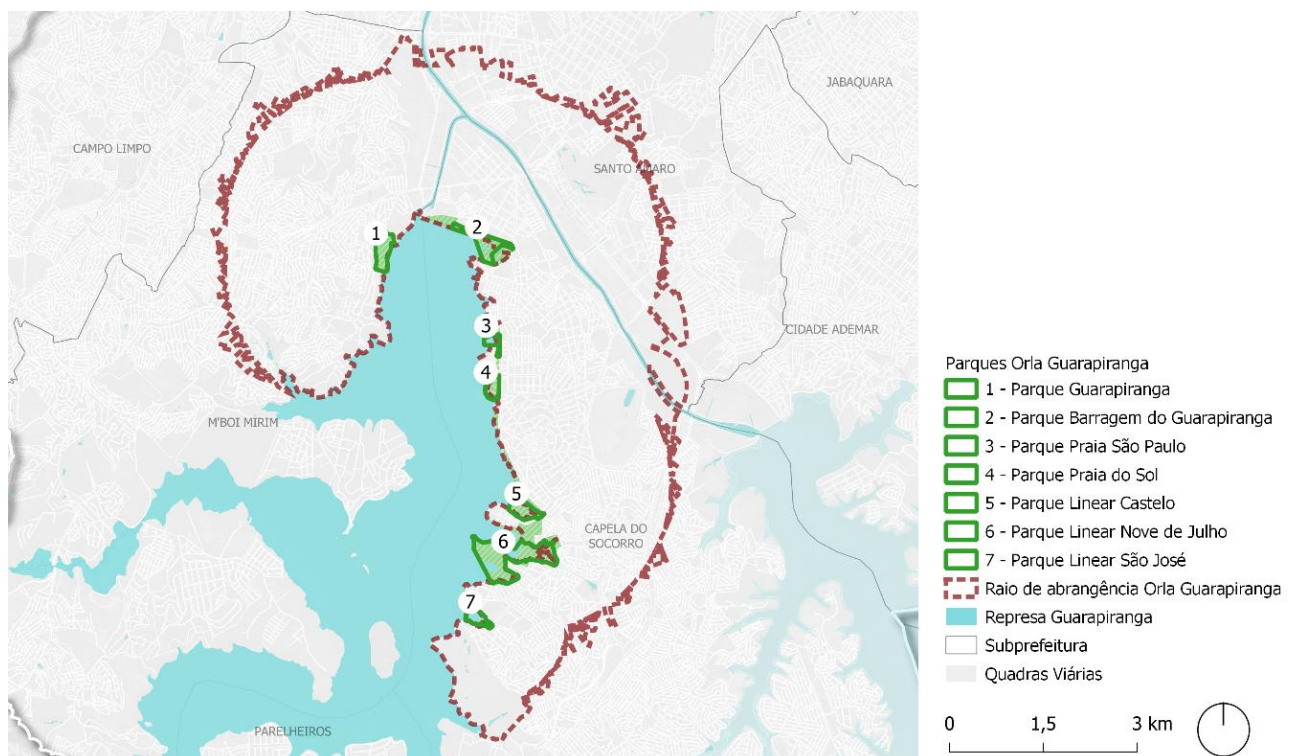 JABAQUARA
CAMPO LIMPO
SANTO AMARO
1
2
3
CIDADE ADEMAR
4
M'BOI MIRIM
5
CAPELA DO
SOCORRO
6
7
PARELHEIROS
Parques Orla Guarapiranga
1 - Parque Guarapiranga
2 - Parque Barragem do Guarapiranga
3 - Parque Praia São Paulo
4 - Parque Praia do Sol
5 - Parque Linear Castelo
6 - Parque Linear Nove de Julho
7 - Parque Linear São José
Raio de abrangência Orla Guarapiranga
Represa Guarapiranga
Subprefeitura
Quadras Viárias
0 1,5 3 km